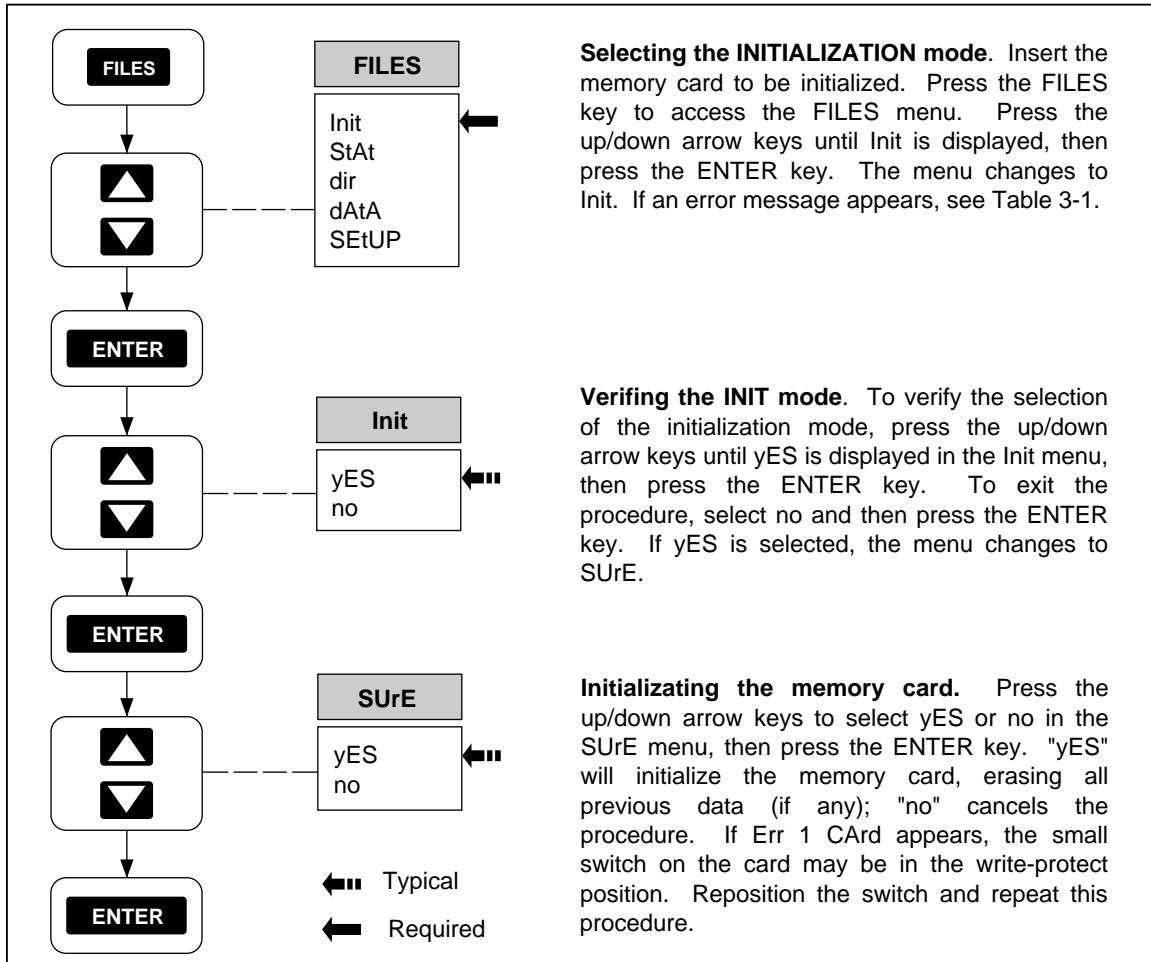 FILES
FILES
Init
StAt
dir
dAtA
SEtUP
Selecting the INITIALIZATION mode. Insert the
memory card to be initialized. Press the FILES
key to access the FILES menu. Press the
up/down arrow keys until Init is displayed, then
press the ENTER key. The menu changes to
Init. If an error message appears, see Table 3-1.
ENTER
Init
yES
no
Verifing the INIT mode. To verify the selection
of the initialization mode, press the up/down
arrow keys until yES is displayed in the Init menu,
then press the ENTER key. To exit the
procedure, select no and then press the ENTER
key. If yES is selected, the menu changes to
SUrE.
ENTER
SUrE
yES
no
Initializating the memory card. Press the
up/down arrow keys to select yES or no in the
SUrE menu, then press the ENTER key. "yES"
will initialize the memory card, erasing all
previous data (if any); "no" cancels the
procedure. If Err 1 CArd appears, the small
switch on the card may be in the write-protect
position. Reposition the switch and repeat this
procedure.
ENTER
Typical
Required